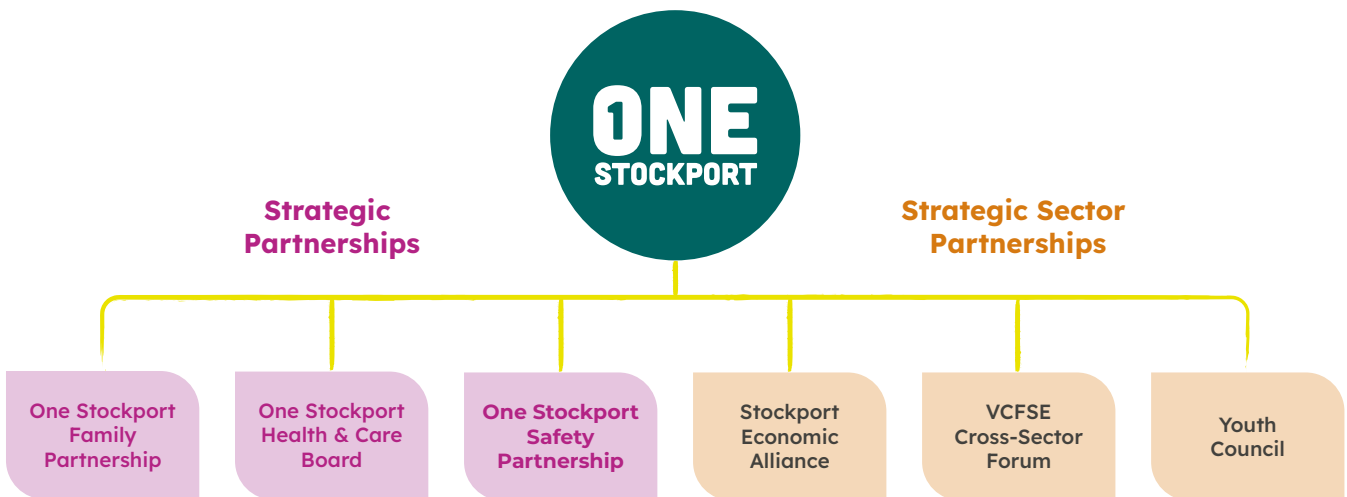 ONE
STOCKPORT
Strategic
Partnerships
Strategic Sector
Partnerships
One Stockport
Family
Partnership
One Stockport
Health & Care
Board
One Stockport
Safety
Partnership
Stockport
Economic
Alliance
VCFSE
Cross-Sector
Forum
Youth
Council